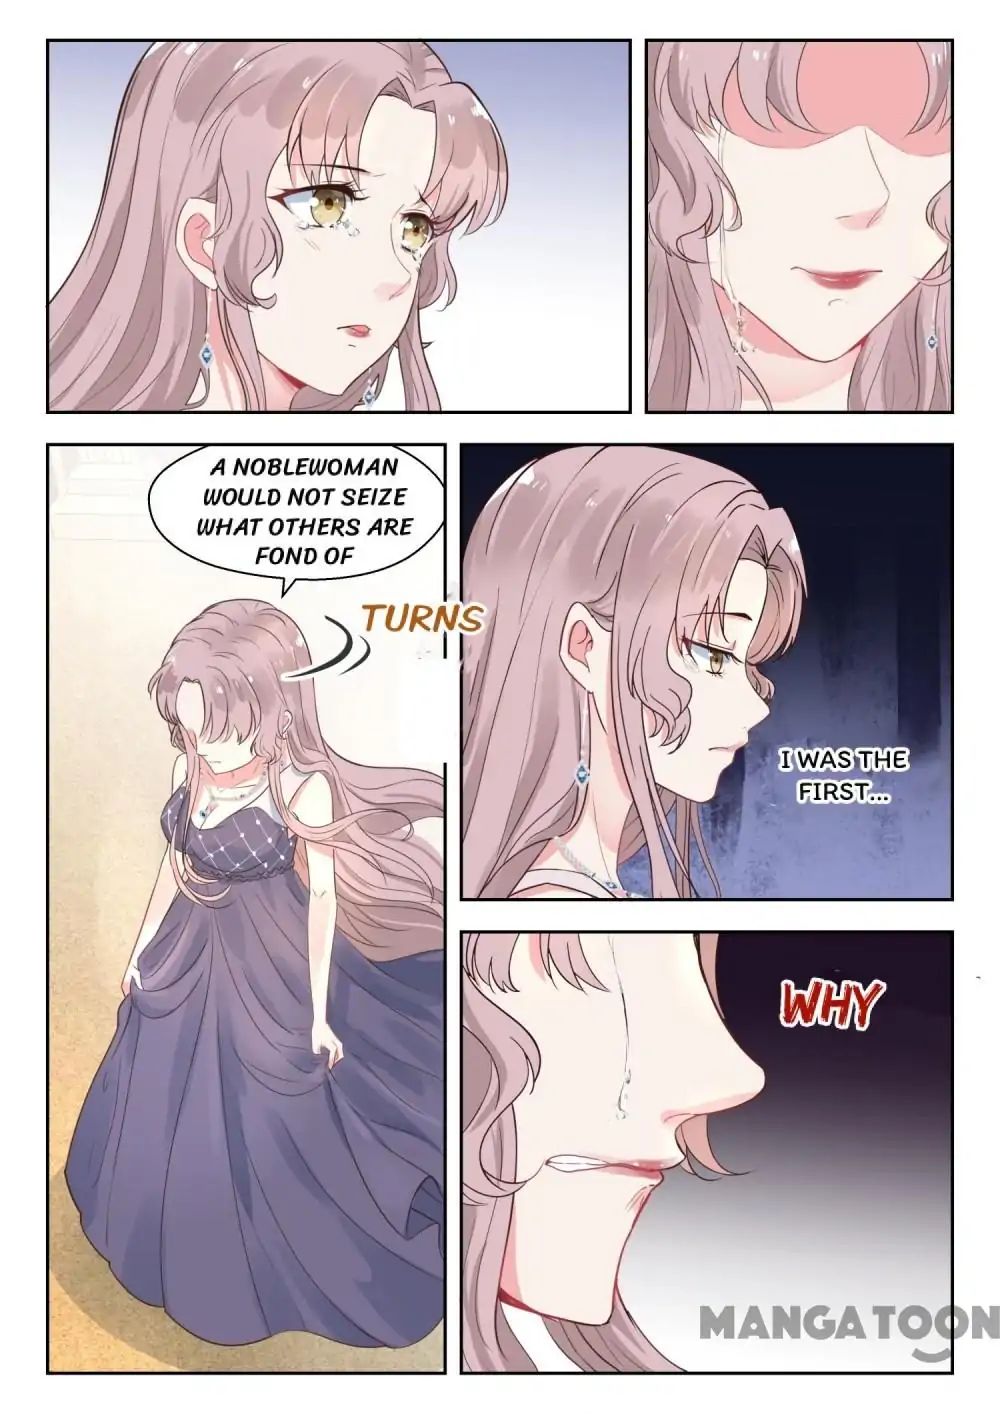 A NOBLEWOMAN
WOULD NOT SEIZE
WHAT OTHERS ARE
FOND OF
TURNS
I WAS THE
FIRST...
WHY
MANGATOON